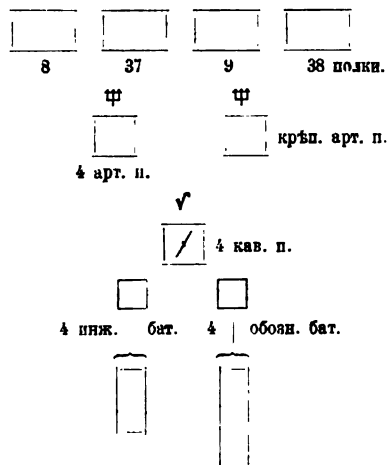 8 37 9 38 полки.
крѣп. арт. п.
4 арт. п.
4 кав. п.
4 инж. бат. 4 обозн. бат.